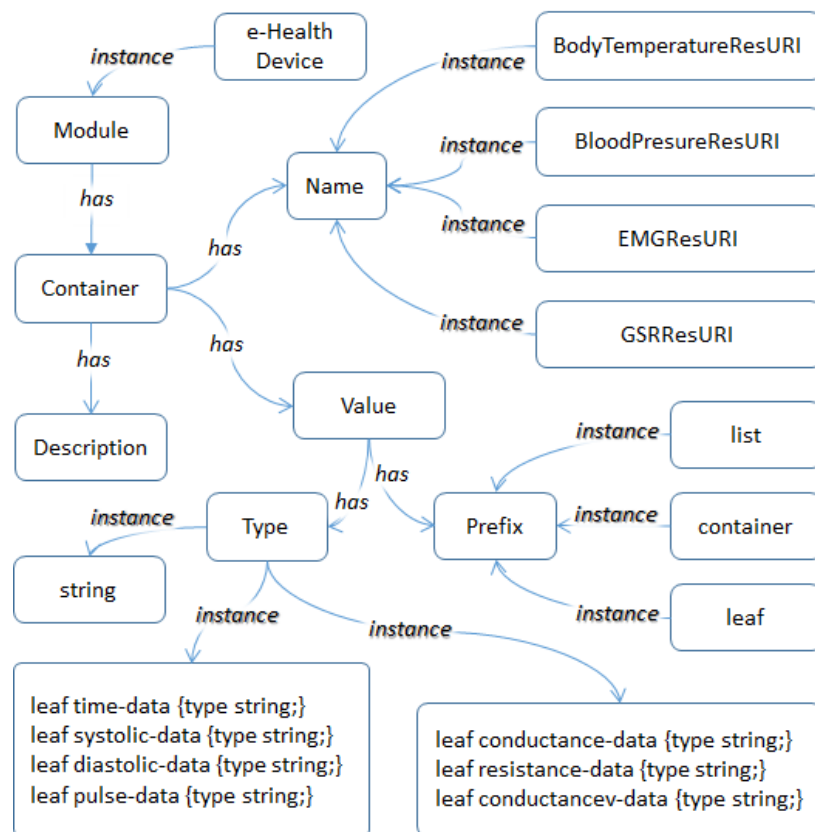 e-Health
Device
instance
instance
BodyTemperatureResURI
Module
instance
BloodPresureResURI
Name
has
instance
EMGResURI
has
Container
instance
GSRResURI
has
has
Value
instance
list
Description
has
has
instance
Type
Prefix
instance
container
string
instance
instance
instance
leaf
leaf time-data {type string;}
leaf systolic-data {type string;}
leaf diastolic-data {type string;}
leaf pulse-data {type string;}
leaf conductance-data {type string;}
leaf resistance-data {type string;}
leaf conductancev-data {type string;}